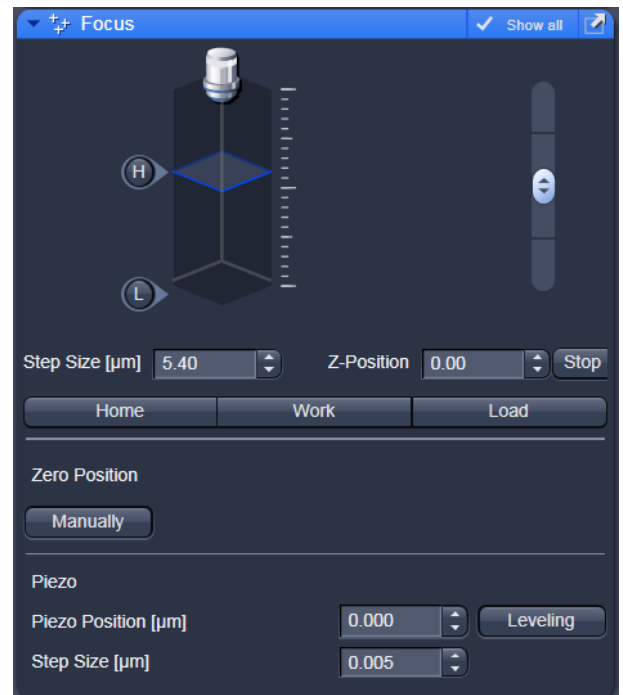 Focus Show all
H
L
Step Size [µm] 5.40 Z-Position 0.00 Stop
Home Work Load
Zero Position
Manually
Piezo
Piezo Position [µm] 0.000 Leveling
Step Size [µm] 0.005